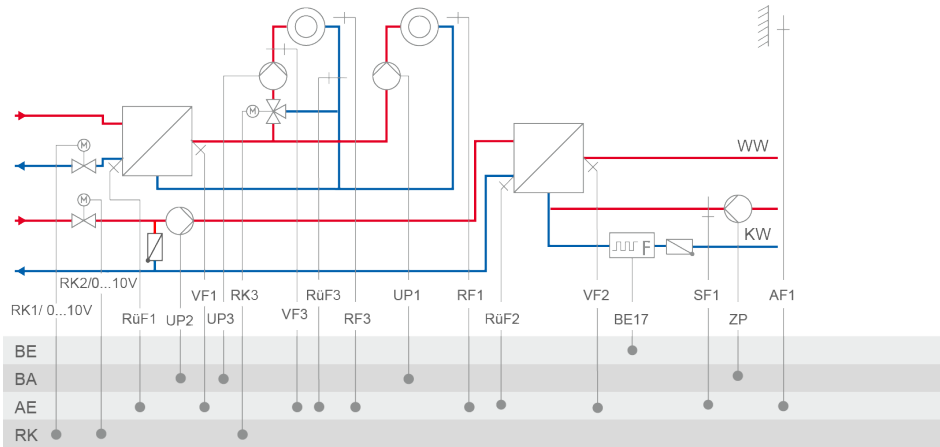 M
WW
M
M
F
KW
RK2/0...10V
RK1/ 0...10V
VF1
RK3
RüF3
UP1
RF1
VF2
SF1
AF1
RüF1
UP2
UP3
VF3
RF3
RüF2
BE17
ZP
BE
BA
AE
RK